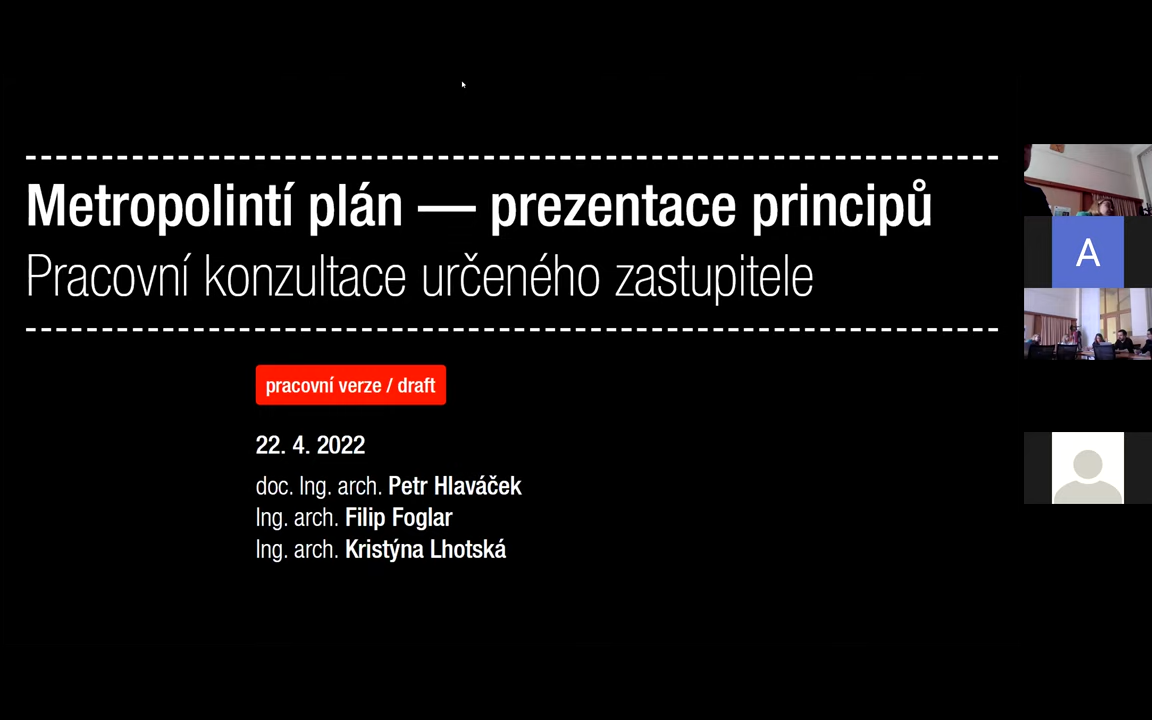 Metropolintí plán — prezentace principů
Pracovní konzultace určeného zastupitele
pracovní verze / draft
22. 4. 2022
doc. Ing. arch. Petr Hlaváček
Ing. arch. Filip Foglar
Ing. arch. Kristýna Lhotská
A